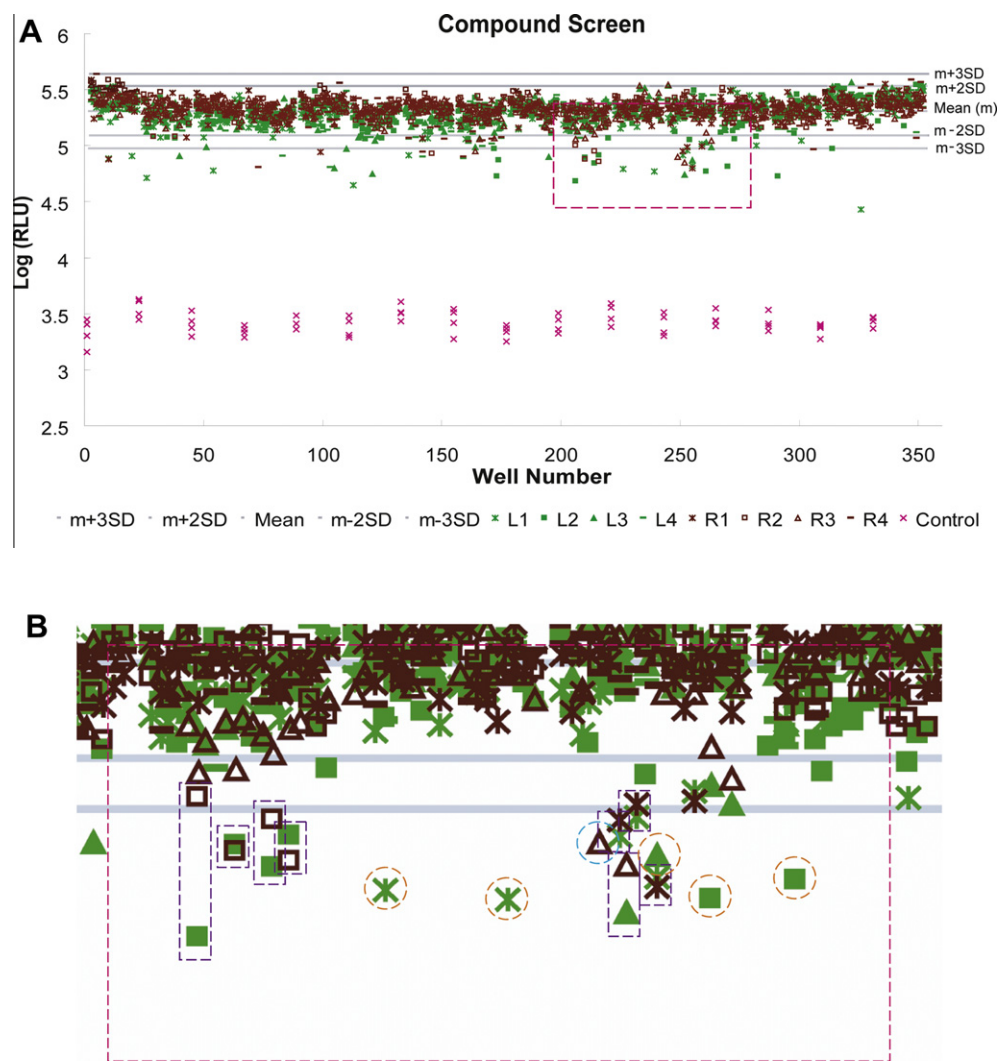 A
Compound Screen
6
5.5
5
4.5
4
3.5
3
2.5
Log (RLU)
m+3SD
m+2SD
Mean (m)
m-2SD
m-3SD
0 50 100 150 200 250 300 350
Well Number
m+3SD m+2SD Mean m-2SD m-3SD L1 L2 L3 L4 R1 R2 R3 R4 Control
B